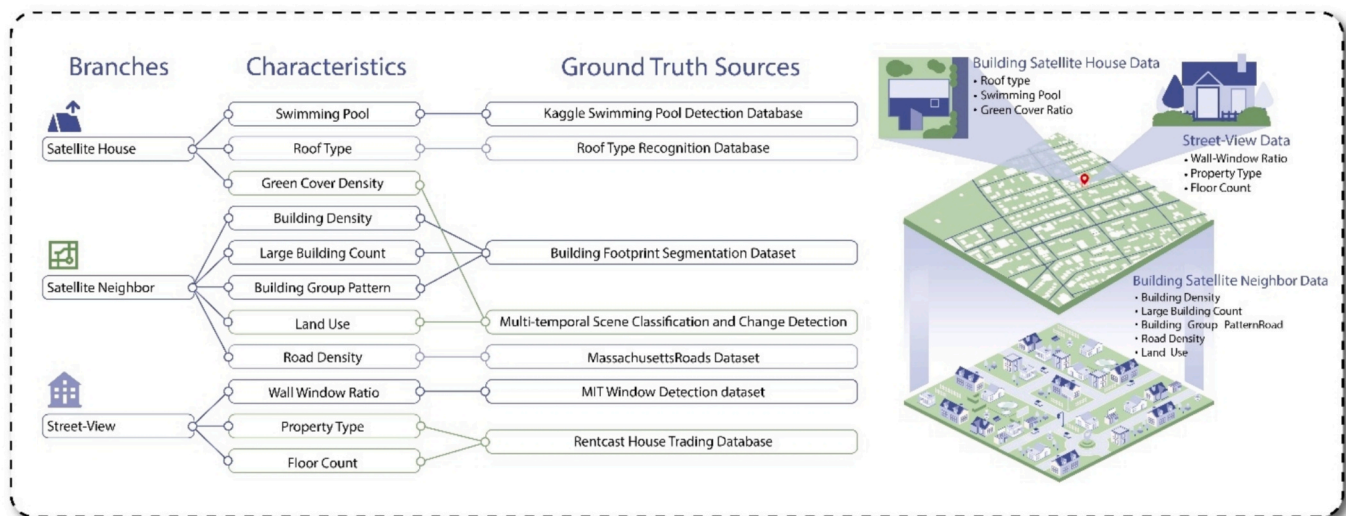 Branches
Characteristics
Ground Truth Sources
Satellite House
Swimming Pool
Kaggle Swimming Pool Detection Database
Roof Type
Roof Type Recognition Database
Green Cover Density
Satellite Neighbor
Building Density
Large Building Count
Building Footprint Segmentation Dataset
Building Group Pattern
Land Use
Multi-temporal Scene Classification and Change Detection
Road Density
MassachusettsRoads Dataset
Street-View
Wall Window Ratio
MIT Window Detection dataset
Property Type
Rentcast House Trading Database
Floor Count
Building Satellite House Data
• Roof type
• Swimming Pool
• Green Cover Ratio
Street-View Data
• Wall-Window Ratio
• Property Type
• Floor Count
Building Satellite Neighbor Data
• Building Density
• Large Building Count
• Building Group PatternRoad
• Road Density
• Land Use